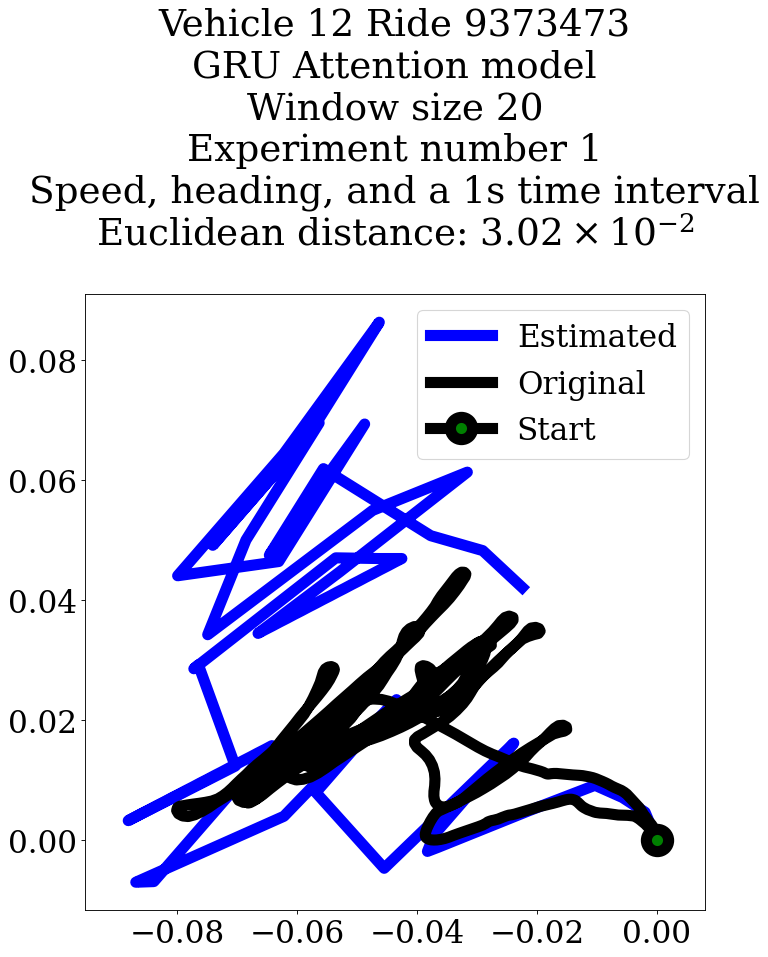 Vehicle 12 Ride 9373473
GRU Attention model
Window size 20
Experiment number 1
Speed, heading, and a 1s time interval
Euclidean distance: 3.02 × 10⁻²
Estimated
Original
Start
0.08
0.06
0.04
0.02
0.00
−0.08 −0.06 −0.04 −0.02 0.00